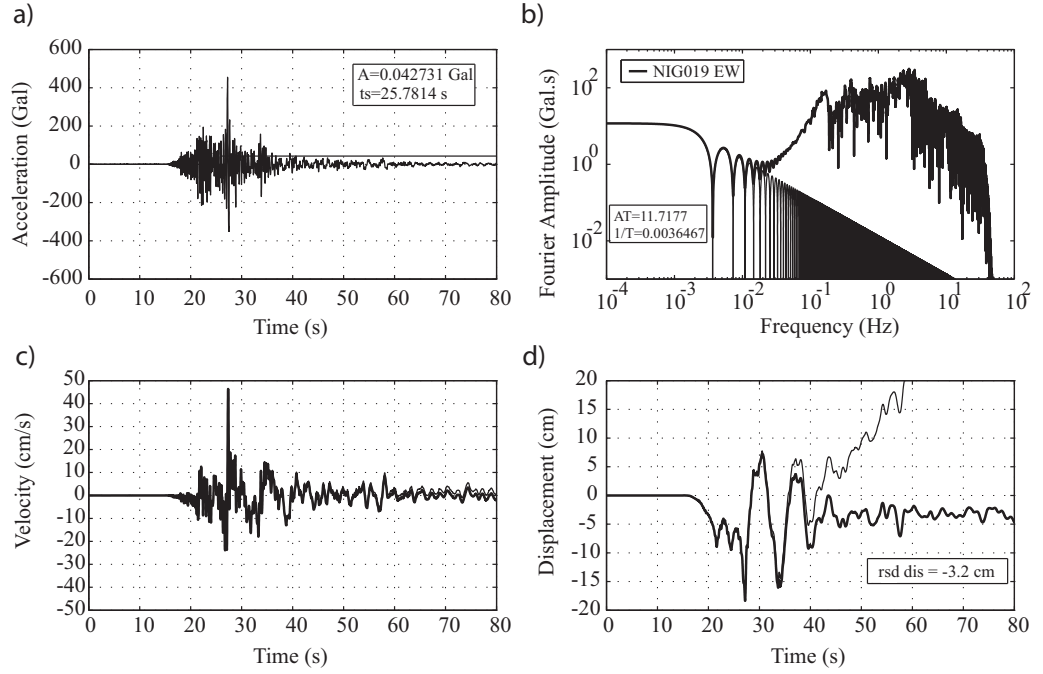 a)
Acceleration (Gal)
600
400
200
0
-200
-400
-600
A=0.042731 Gal
ts=25.7814 s
0 10 20 30 40 50 60 70 80
Time (s)
b)
Fourier Amplitude (Gal.s)
10^2
10^0
10^-2
NIG019 EW
AT=11.7177
1/T=0.0036467
10^-4 10^-3 10^-2 10^-1 10^0 10^1 10^2
Frequency (Hz)
c)
Velocity (cm/s)
50
40
30
20
10
0
-10
-20
-30
-40
-50
0 10 20 30 40 50 60 70 80
Time (s)
d)
Displacement (cm)
20
15
10
5
0
-5
-10
-15
-20
rsd dis = -3.2 cm
0 10 20 30 40 50 60 70 80
Time (s)